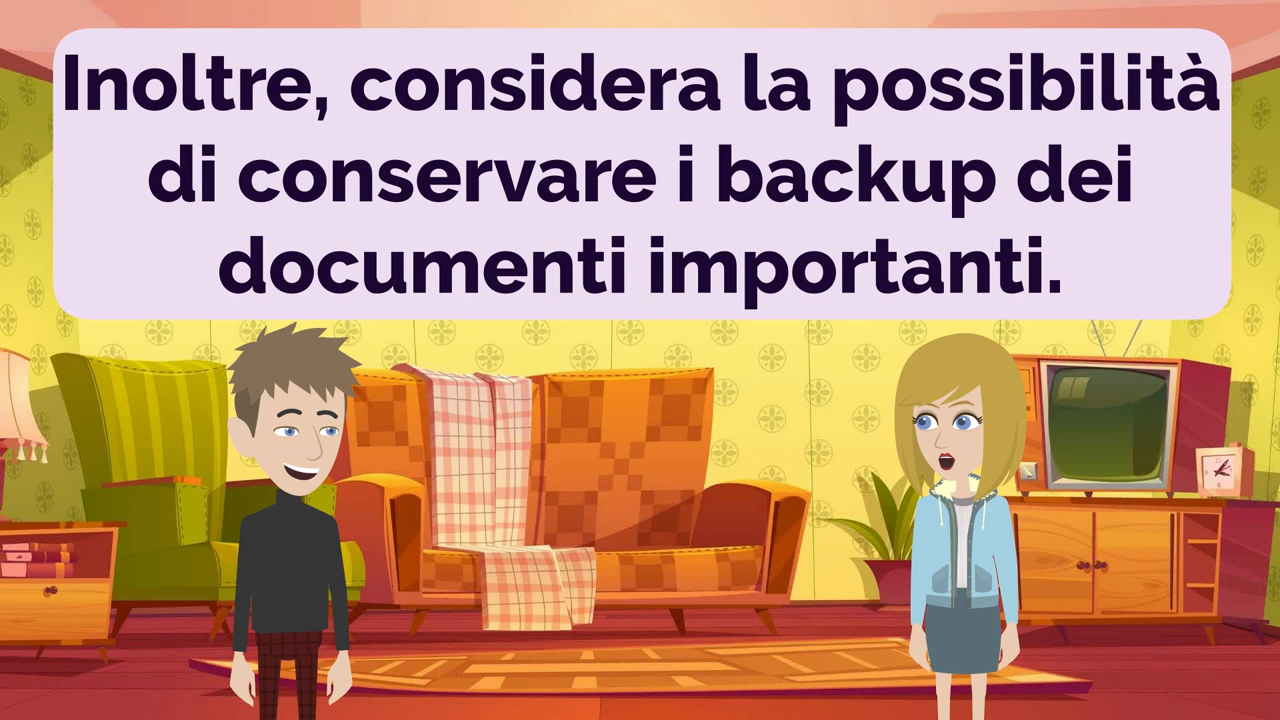 Inoltre, considera la possibilità
di conservare i backup dei
documenti importanti.